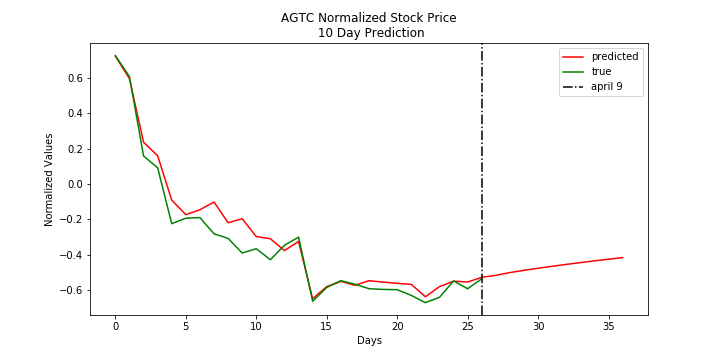 AGTC Normalized Stock Price
10 Day Prediction
predicted
true
april 9
Normalized Values
0.6
0.4
0.2
0.0
−0.2
−0.4
−0.6
0 5 10 15 20 25 30 35
Days